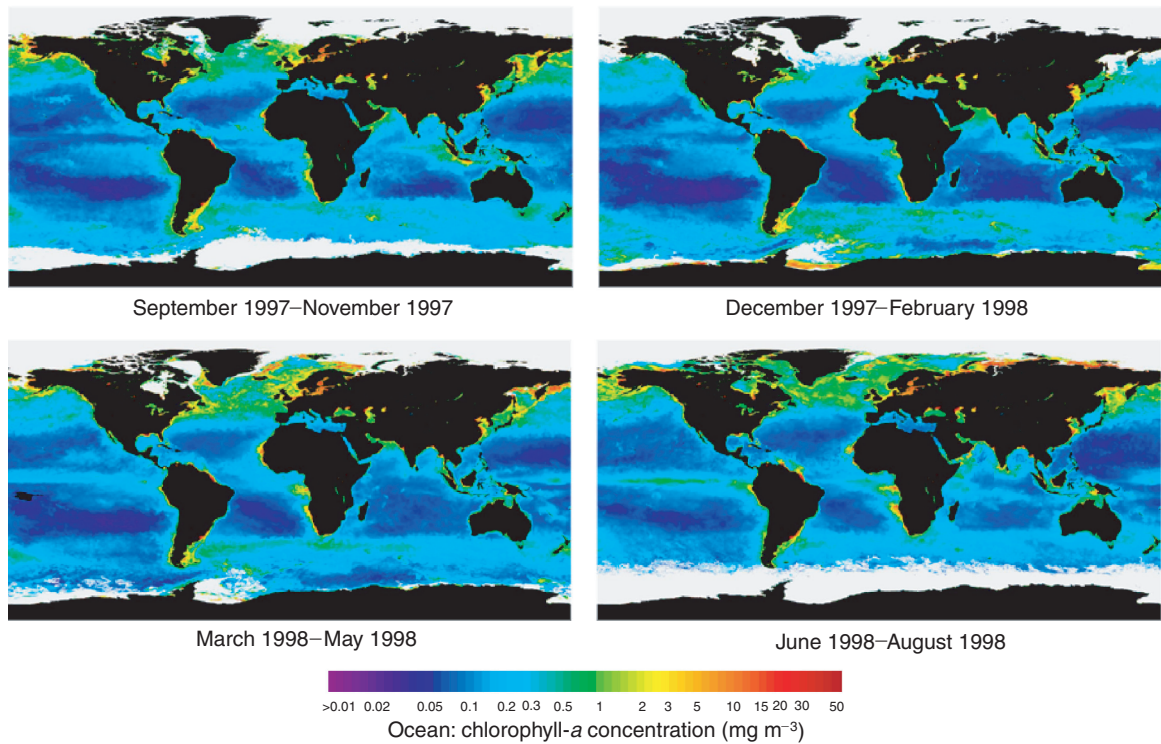 September 1997–November 1997
December 1997–February 1998
March 1998–May 1998
June 1998–August 1998
>0.01 0.02 0.05 0.1 0.2 0.3 0.5 1 2 3 5 10 15 20 30 50
Ocean: chlorophyll-a concentration (mg m⁻³)